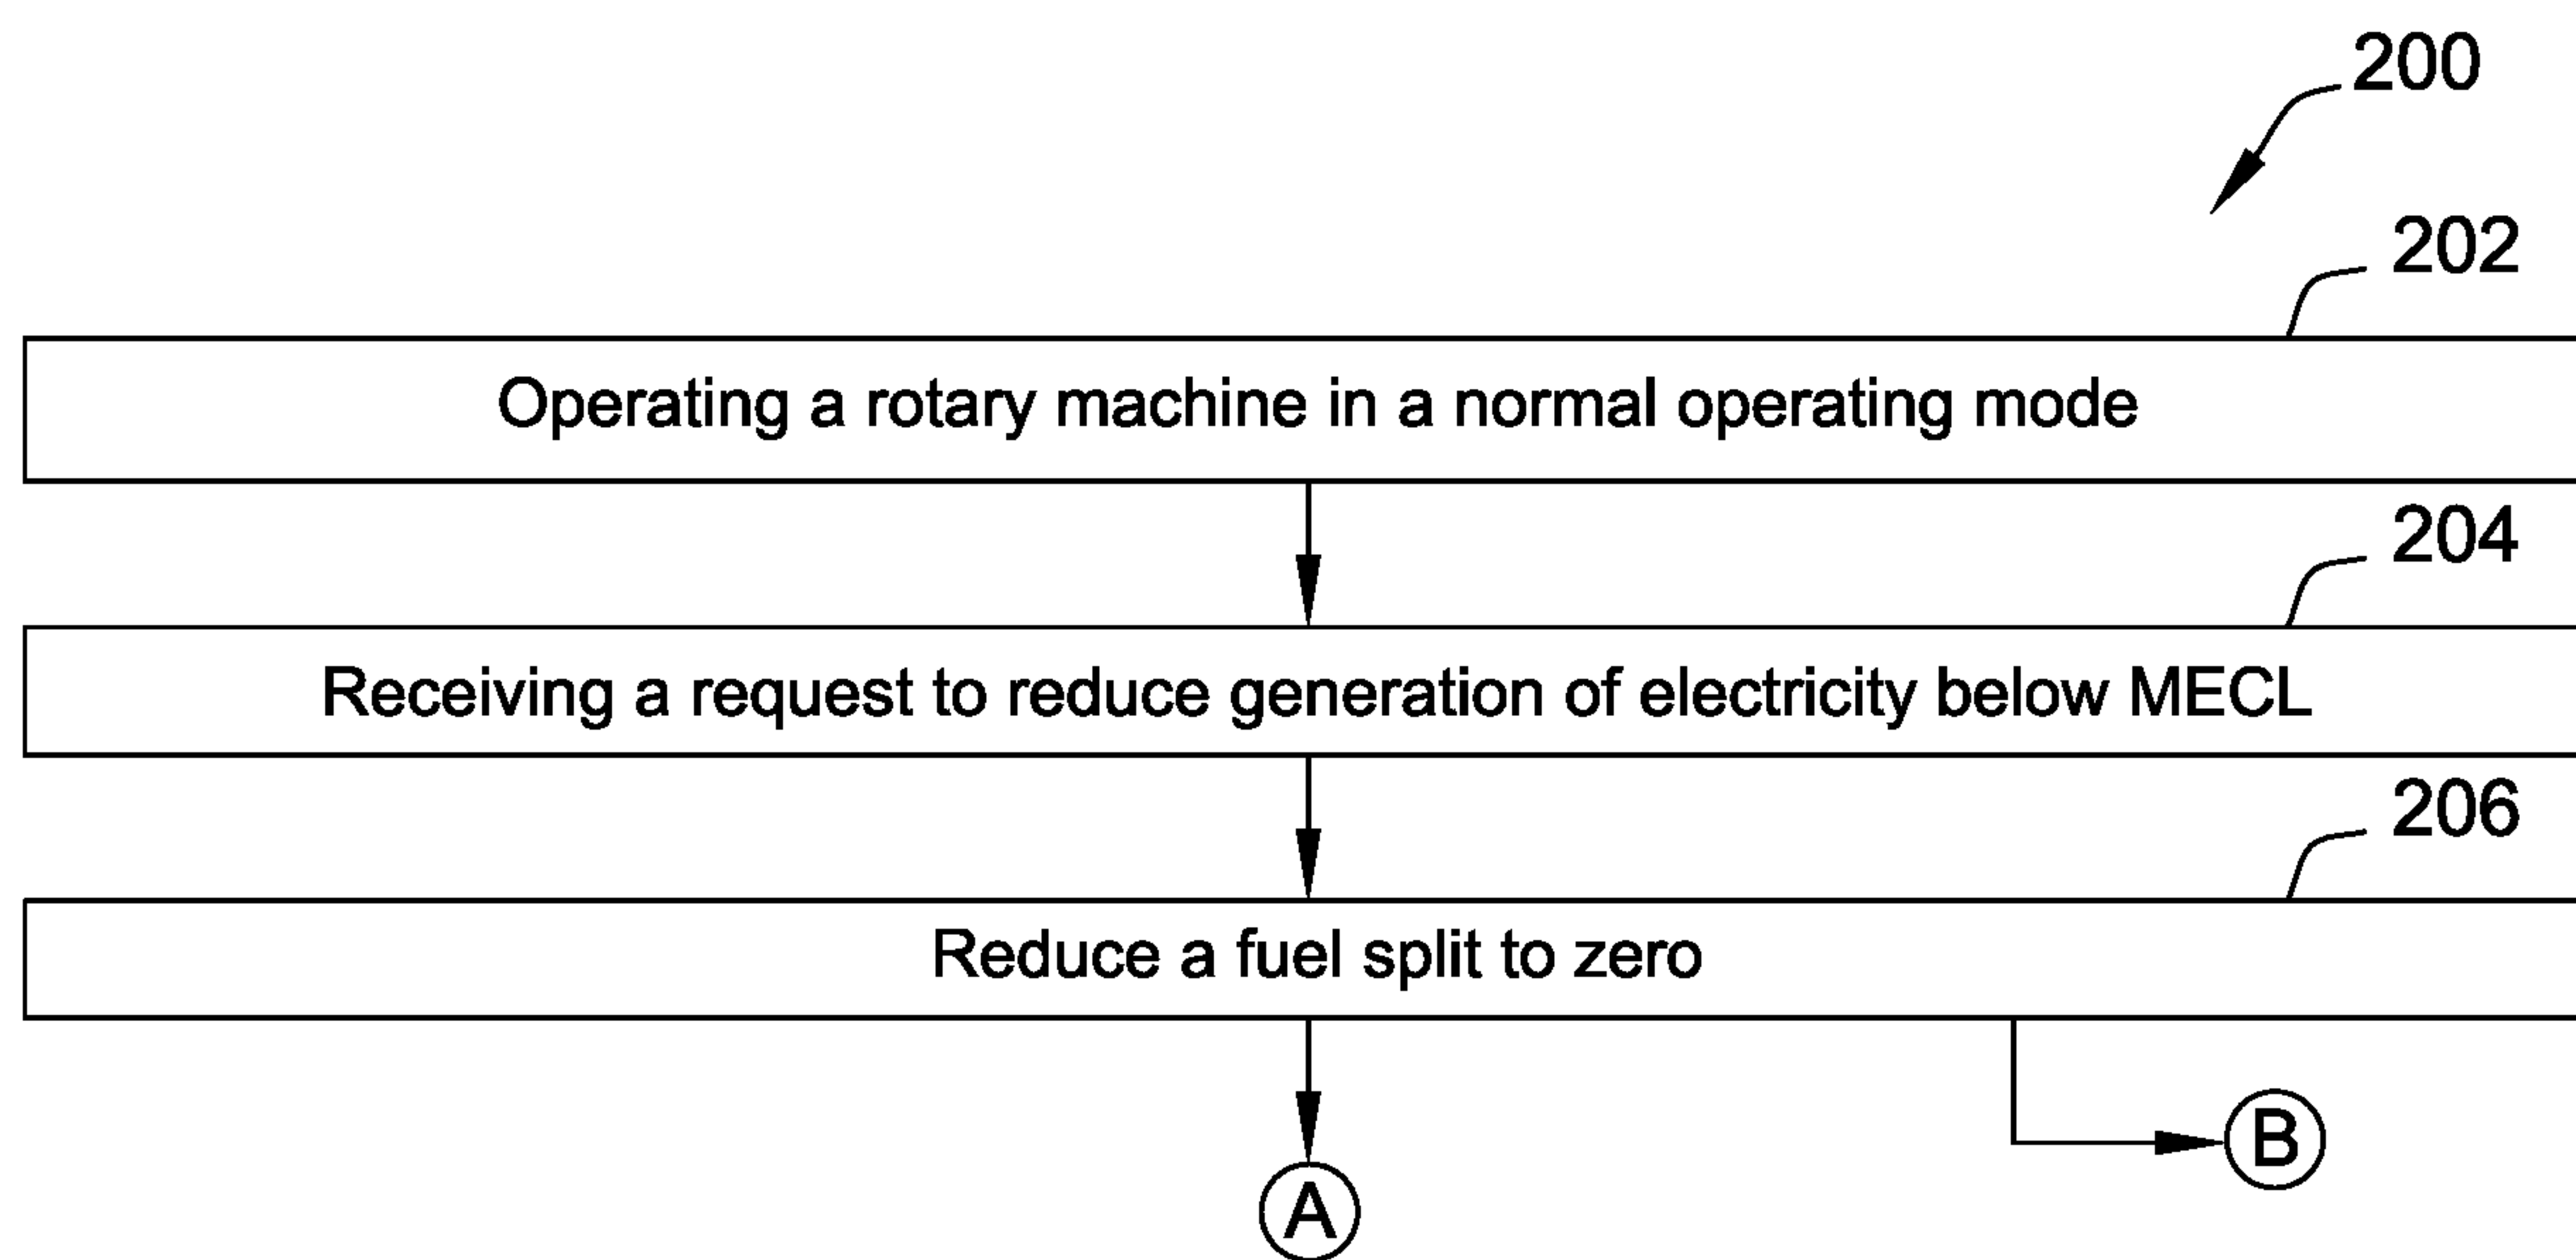 200
202
Operating a rotary machine in a normal operating mode
204
Receiving a request to reduce generation of electricity below MECL
206
Reduce a fuel split to zero
B
A